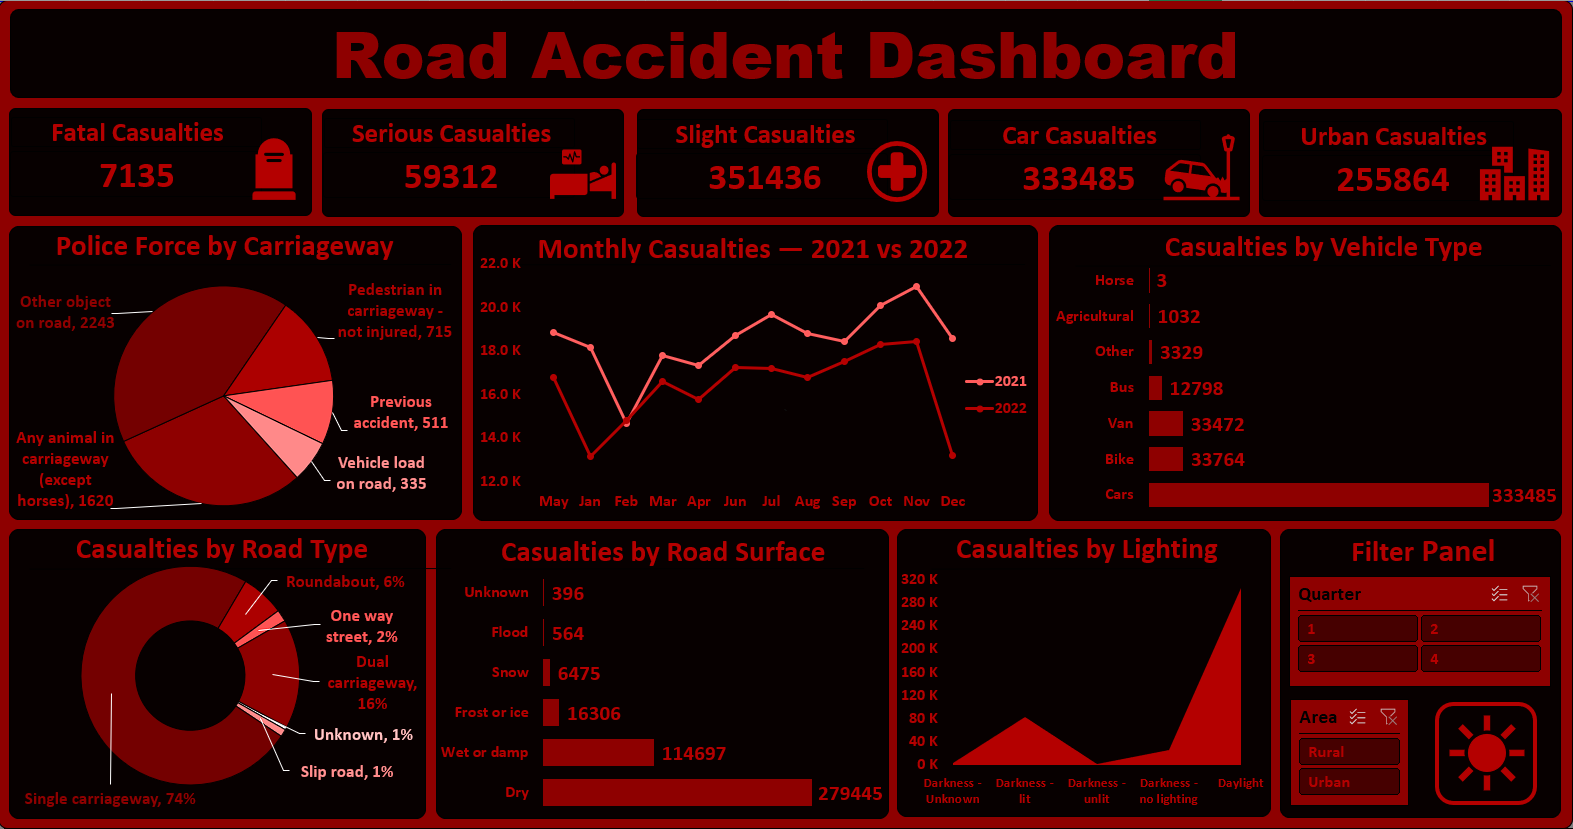 Road Accident Dashboard
Fatal Casualties
7135
Serious Casualties
59312
Slight Casualties
351436
Car Casualties
333485
Urban Casualties
255864
Police Force by Carriageway
Other object
on road, 2243
Pedestrian in
carriageway -
not injured, 715
Previous
accident, 511
Vehicle load
on road, 335
Any animal in
carriageway
(except
horses), 1620
Monthly Casualties — 2021 vs 2022
22.0 K
20.0 K
18.0 K
16.0 K
14.0 K
12.0 K
2021
2022
May Jan Feb Mar Apr Jun Jul Aug Sep Oct Nov Dec
Casualties by Vehicle Type
Horse 3
Agricultural 1032
Other 3329
Bus 12798
Van 33472
Bike 33764
Cars 333485
Casualties by Road Type
Roundabout, 6%
One way
street, 2%
Dual
carriageway,
16%
Unknown, 1%
Slip road, 1%
Single carriageway, 74%
Casualties by Road Surface
Unknown 396
Flood 564
Snow 6475
Frost or ice 16306
Wet or damp 114697
Dry 279445
Casualties by Lighting
320 K
280 K
240 K
200 K
160 K
120 K
80 K
40 K
0 K
Darkness -
Unknown
Darkness -
lit
Darkness -
unlit
Darkness -
no lighting
Daylight
Filter Panel
Quarter
1 2
3 4
Area
Rural
Urban